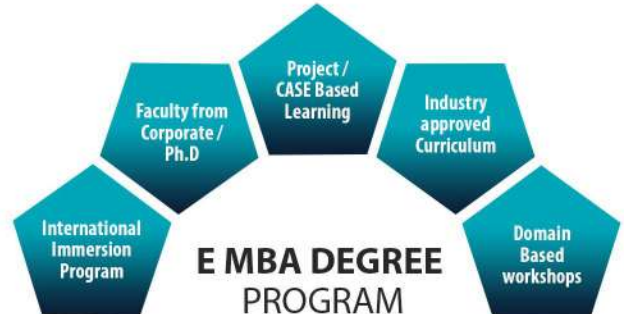 International
Immersion
Program
Faculty from
Corporate /
Ph.D
Project /
CASE Based
Learning
Industry
approved
Curriculum
Domain
Based
workshops
E MBA DEGREE
PROGRAM